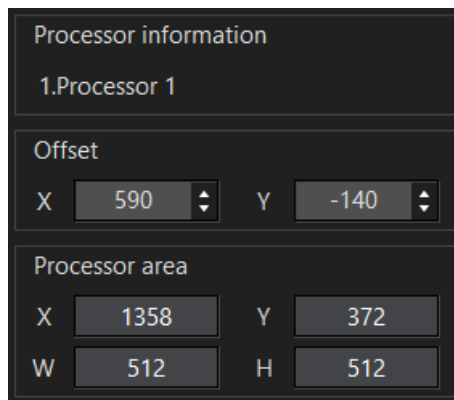 Processor information
1.Processor 1
Offset
X 590 Y -140
Processor area
X 1358 Y 372
W 512 H 512